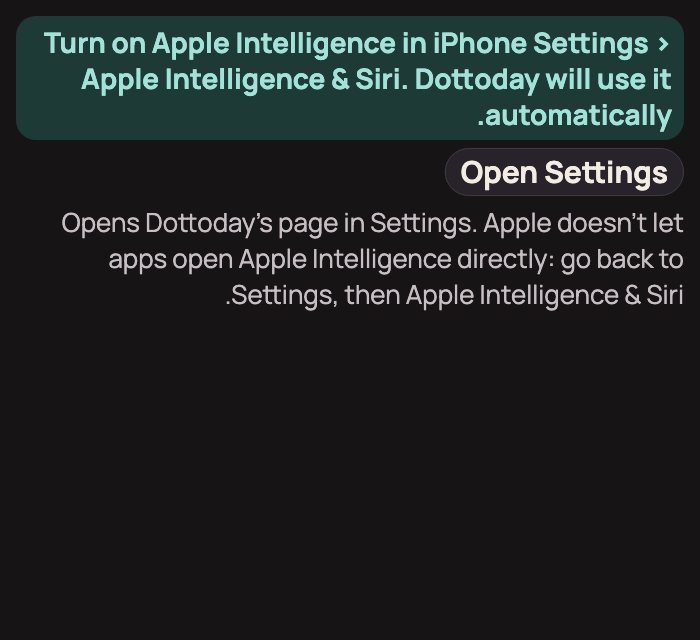 Turn on Apple Intelligence in iPhone Settings ›
Apple Intelligence & Siri. Dottoday will use it
.automatically
Open Settings
Opens Dottoday’s page in Settings. Apple doesn’t let
apps open Apple Intelligence directly: go back to
.Settings, then Apple Intelligence & Siri